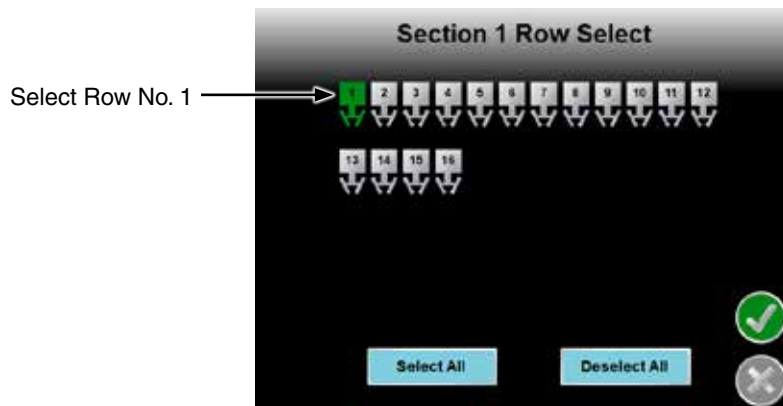 Section 1 Row Select
Select Row No. 1
1 2 3 4 5 6 7 8 9 10 11 12
13 14 15 16
Select All Deselect All